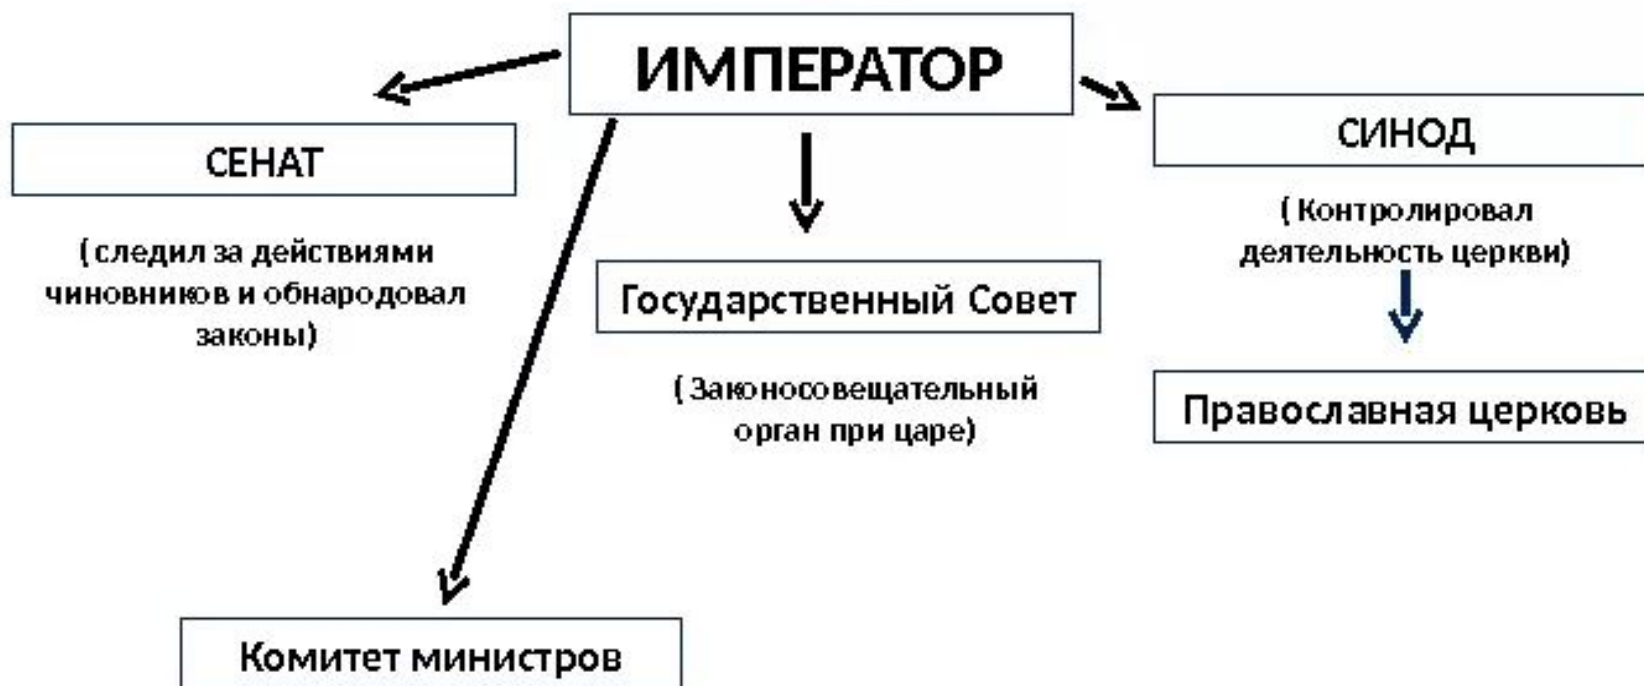 ИМПЕРАТОР
СЕНАТ
( следил за действиями
чиновников и обнародовал
законы)
Государственный Совет
( Законосовещательный
орган при царе)
СИНОД
( Контролировал
деятельность церкви)
Православная церковь
Комитет министров